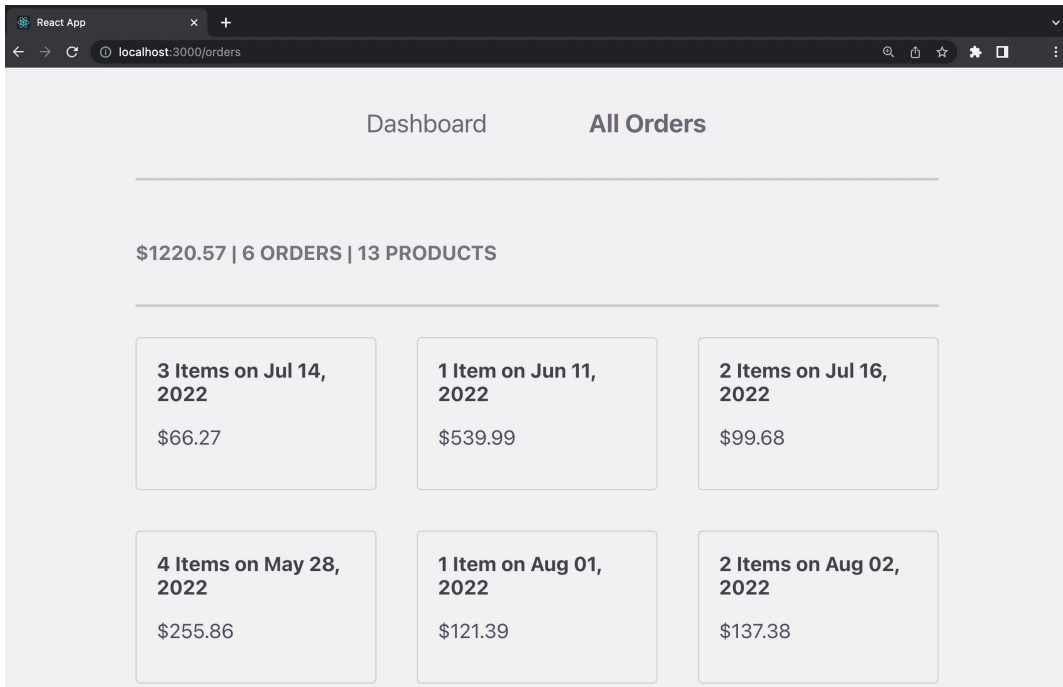 React App
localhost:3000/orders
Dashboard
All Orders
$1220.57 | 6 ORDERS | 13 PRODUCTS
3 Items on Jul 14,
2022
$66.27
1 Item on Jun 11,
2022
$539.99
2 Items on Jul 16,
2022
$99.68
4 Items on May 28,
2022
$255.86
1 Item on Aug 01,
2022
$121.39
2 Items on Aug 02,
2022
$137.38